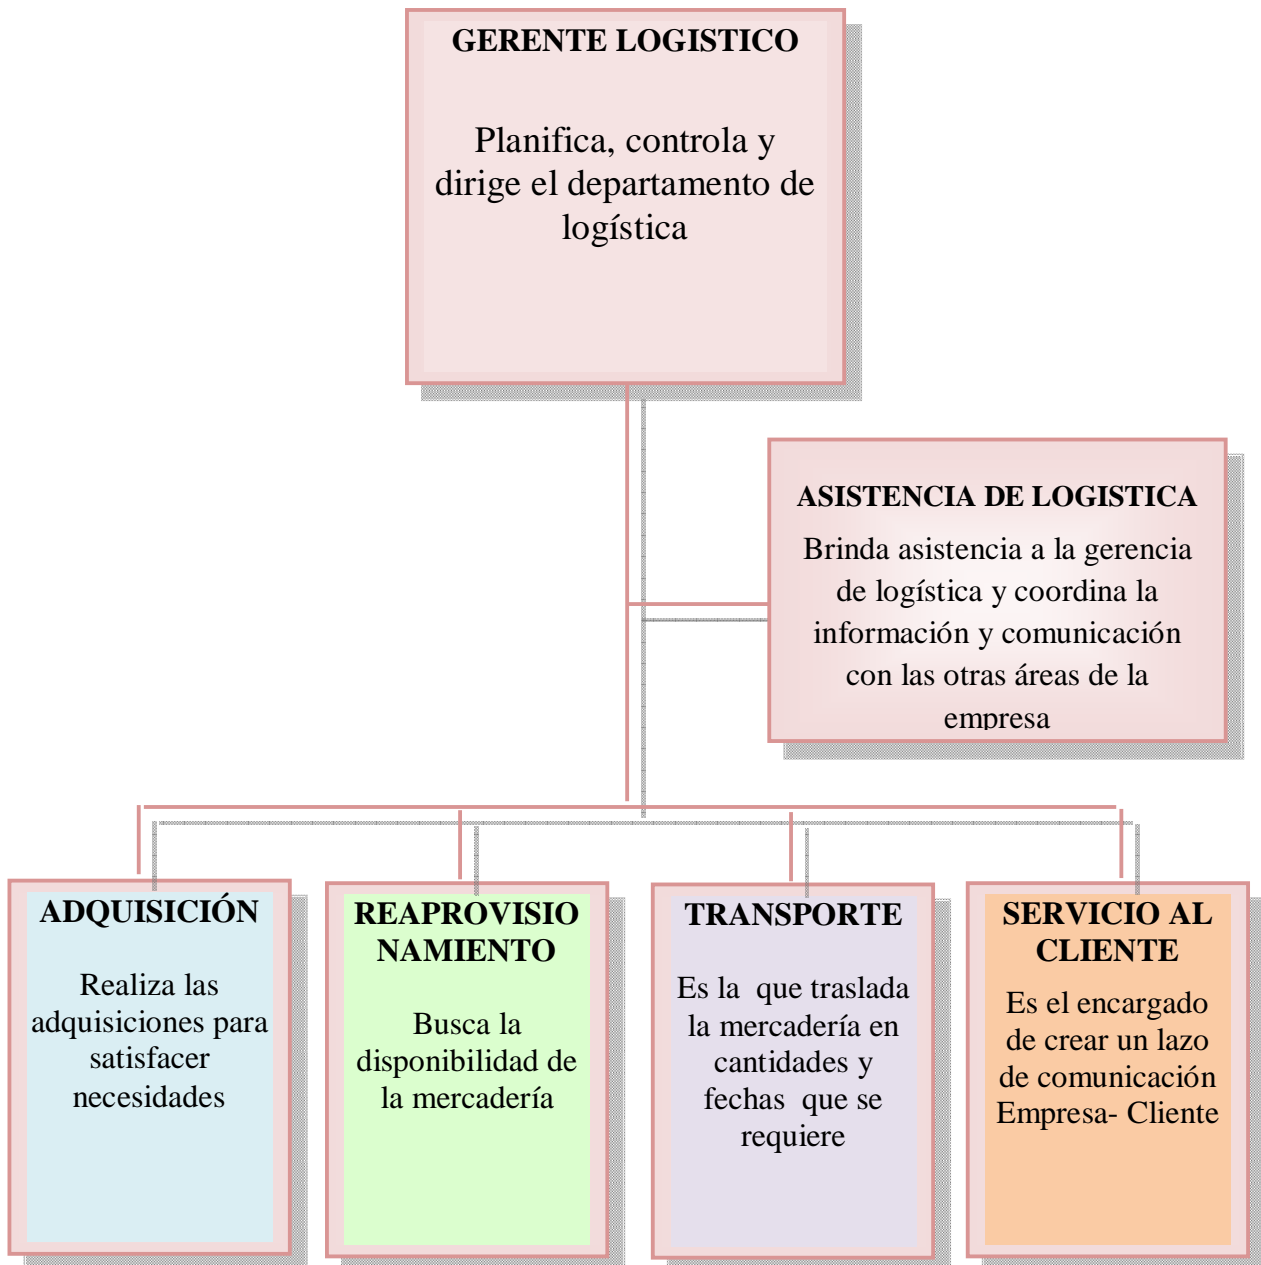 GERENTE LOGISTICO
Planifica, controla y
dirige el departamento de
logística
ASISTENCIA DE LOGISTICA
Brinda asistencia a la gerencia
de logística y coordina la
información y comunicación
con las otras áreas de la
empresa
ADQUISICIÓN
Realiza las
adquisiciones para
satisfacer
necesidades
REAPROVISIO
NAMIENTO
Busca la
disponibilidad de
la mercadería
TRANSPORTE
Es la  que traslada
la mercadería en
cantidades y
fechas  que se
requiere
SERVICIO AL
CLIENTE
Es el encargado
de crear un lazo
de comunicación
Empresa- Cliente